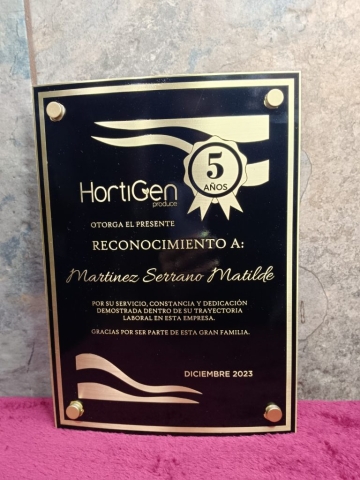 5
AÑOS
HortiGen
produce
OTORGA EL PRESENTE
RECONOCIMIENTO A:
Martinez Serrano Matilde
POR SU SERVICIO, CONSTANCIA Y DEDICACIÓN
DEMOSTRADA DENTRO DE SU TRAYECTORIA
LABORAL EN ESTA EMPRESA.
GRACIAS POR SER PARTE DE ESTA GRAN FAMILIA.
DICIEMBRE 2023